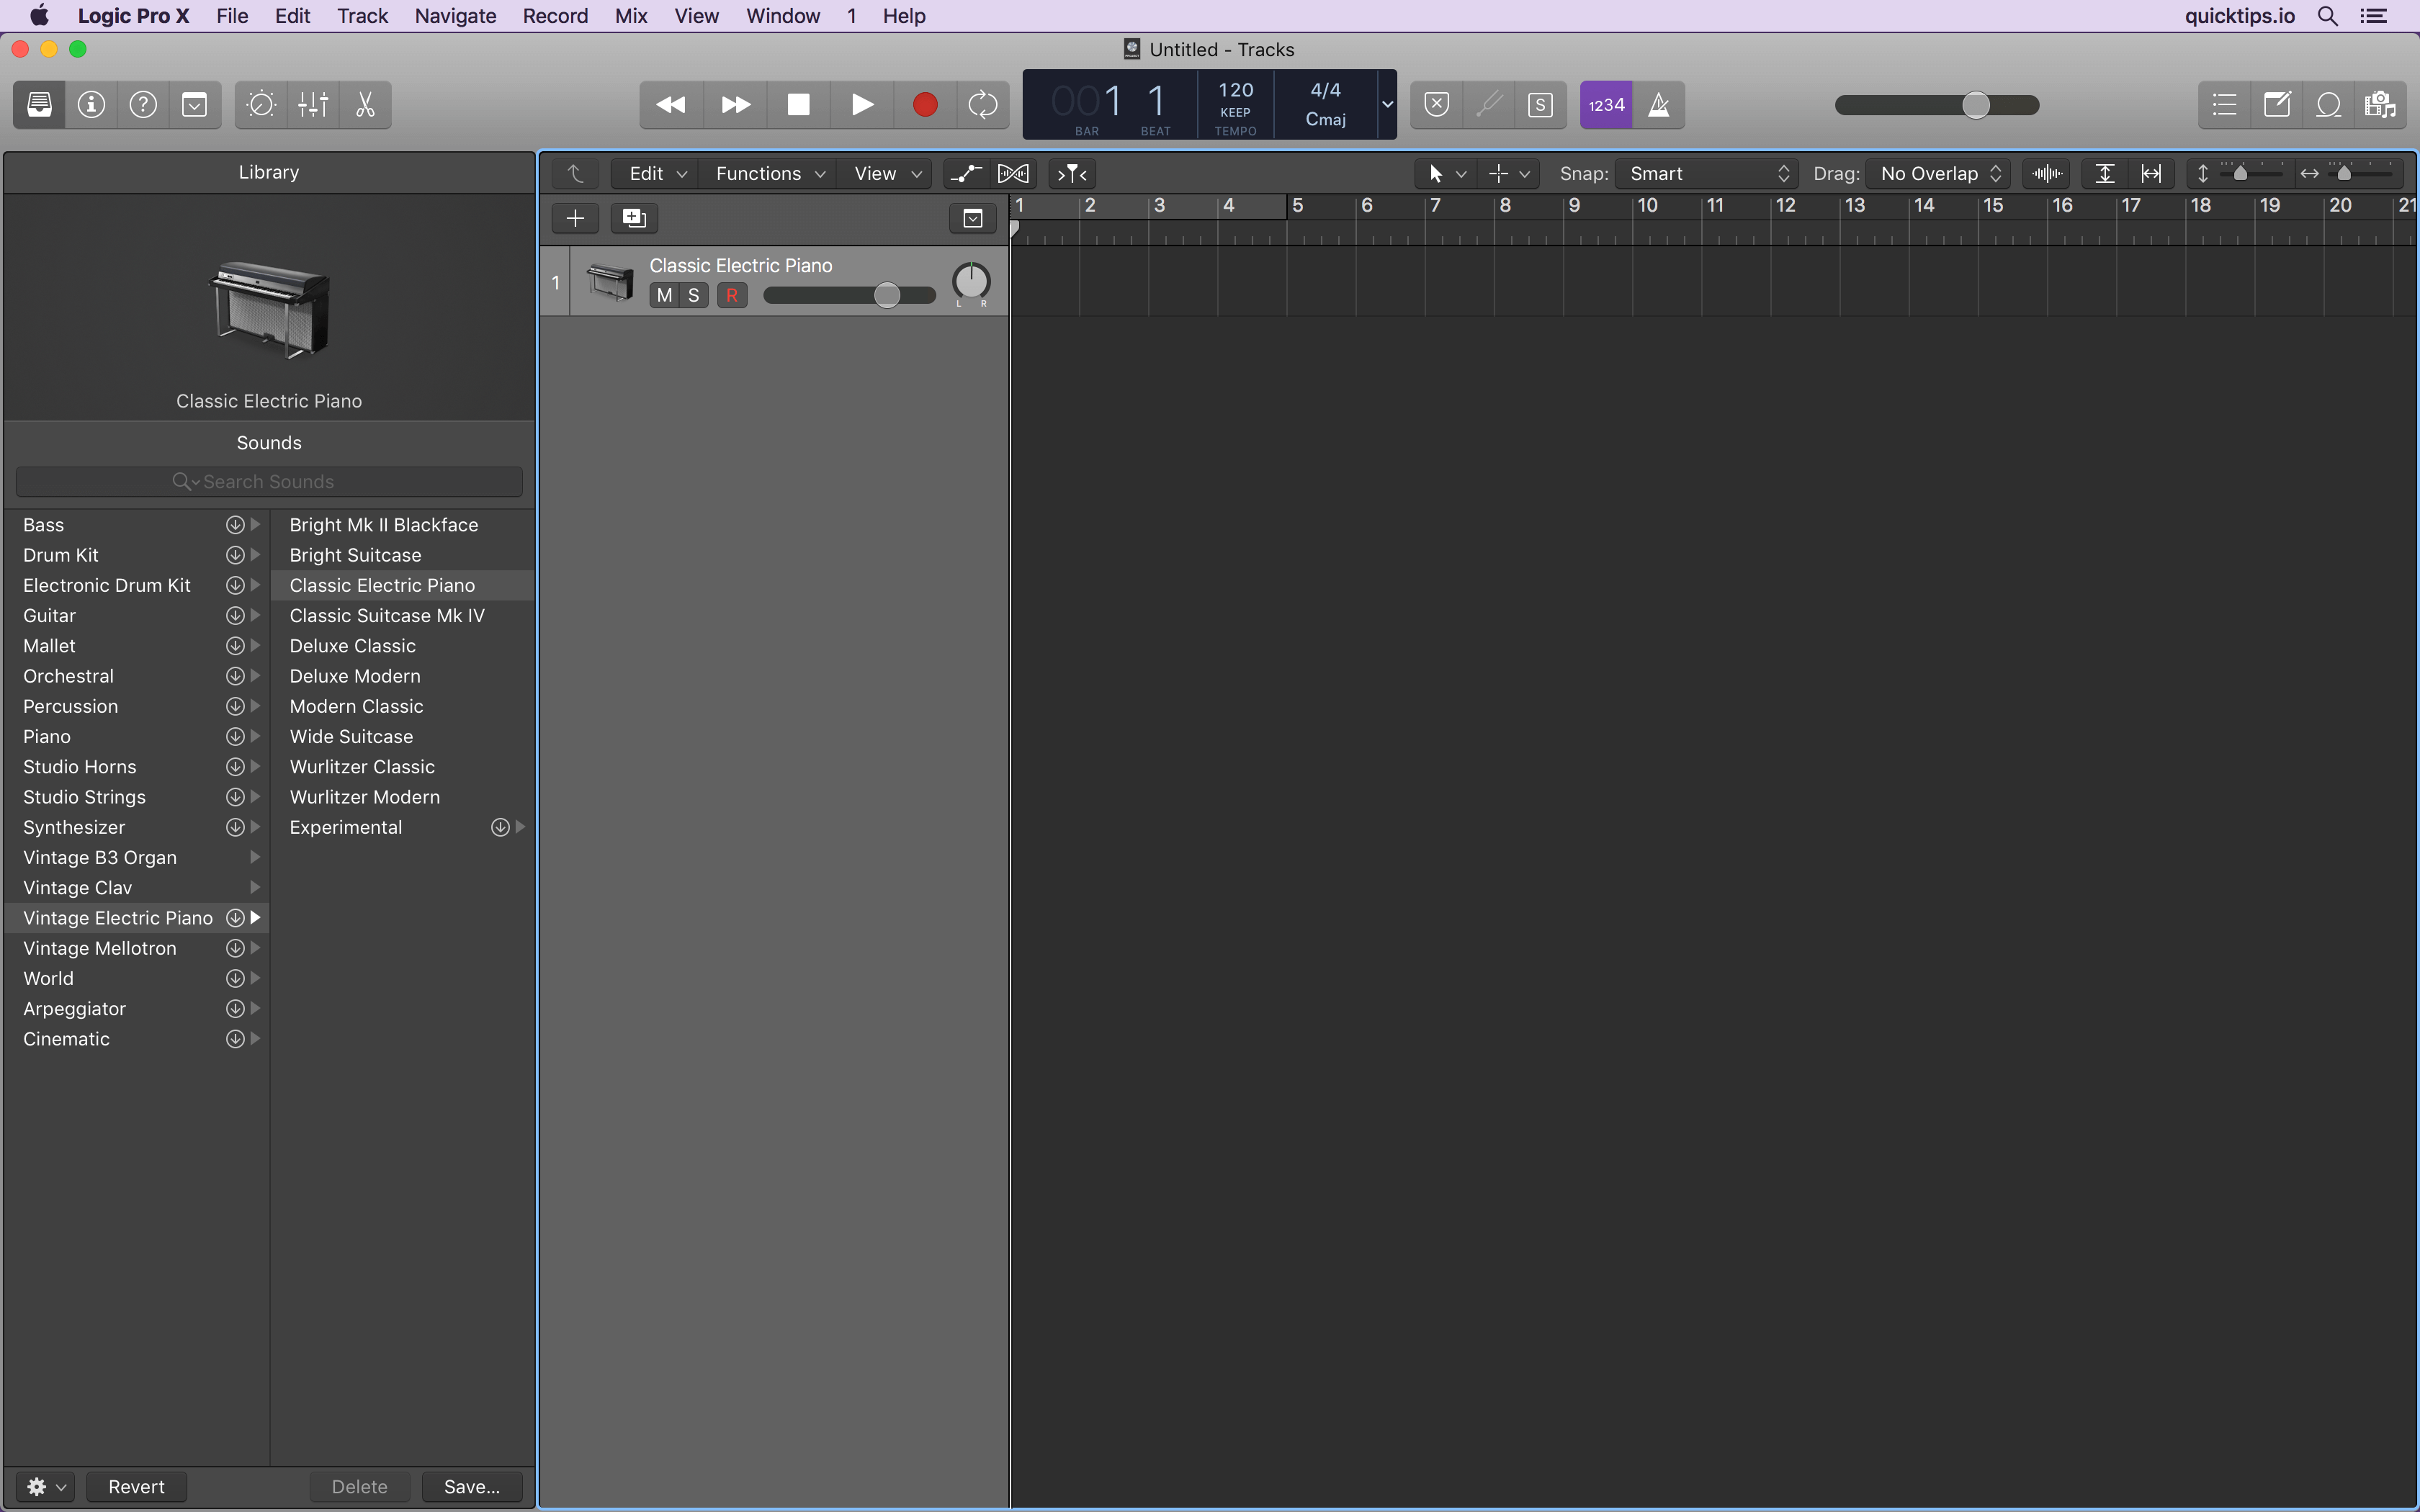 Logic Pro X File Edit Track Navigate Record Mix View Window 1 Help quicktips.io
Untitled - Tracks
001 1 120 4/4
KEEP Cmaj
BAR BEAT TEMPO
S 1234
Library Edit Functions View Snap: Smart Drag: No Overlap
1 2 3 4 5 6 7 8 9 10 11 12 13 14 15 16 17 18 19 20 21
1 Classic Electric Piano
M S R L R
Classic Electric Piano
Sounds
Search Sounds
Bass
Drum Kit
Electronic Drum Kit
Guitar
Mallet
Orchestral
Percussion
Piano
Studio Horns
Studio Strings
Synthesizer
Vintage B3 Organ
Vintage Clav
Vintage Electric Piano
Vintage Mellotron
World
Arpeggiator
Cinematic
Bright Mk II Blackface
Bright Suitcase
Classic Electric Piano
Classic Suitcase Mk IV
Deluxe Classic
Deluxe Modern
Modern Classic
Wide Suitcase
Wurlitzer Classic
Wurlitzer Modern
Experimental
Revert Delete Save...